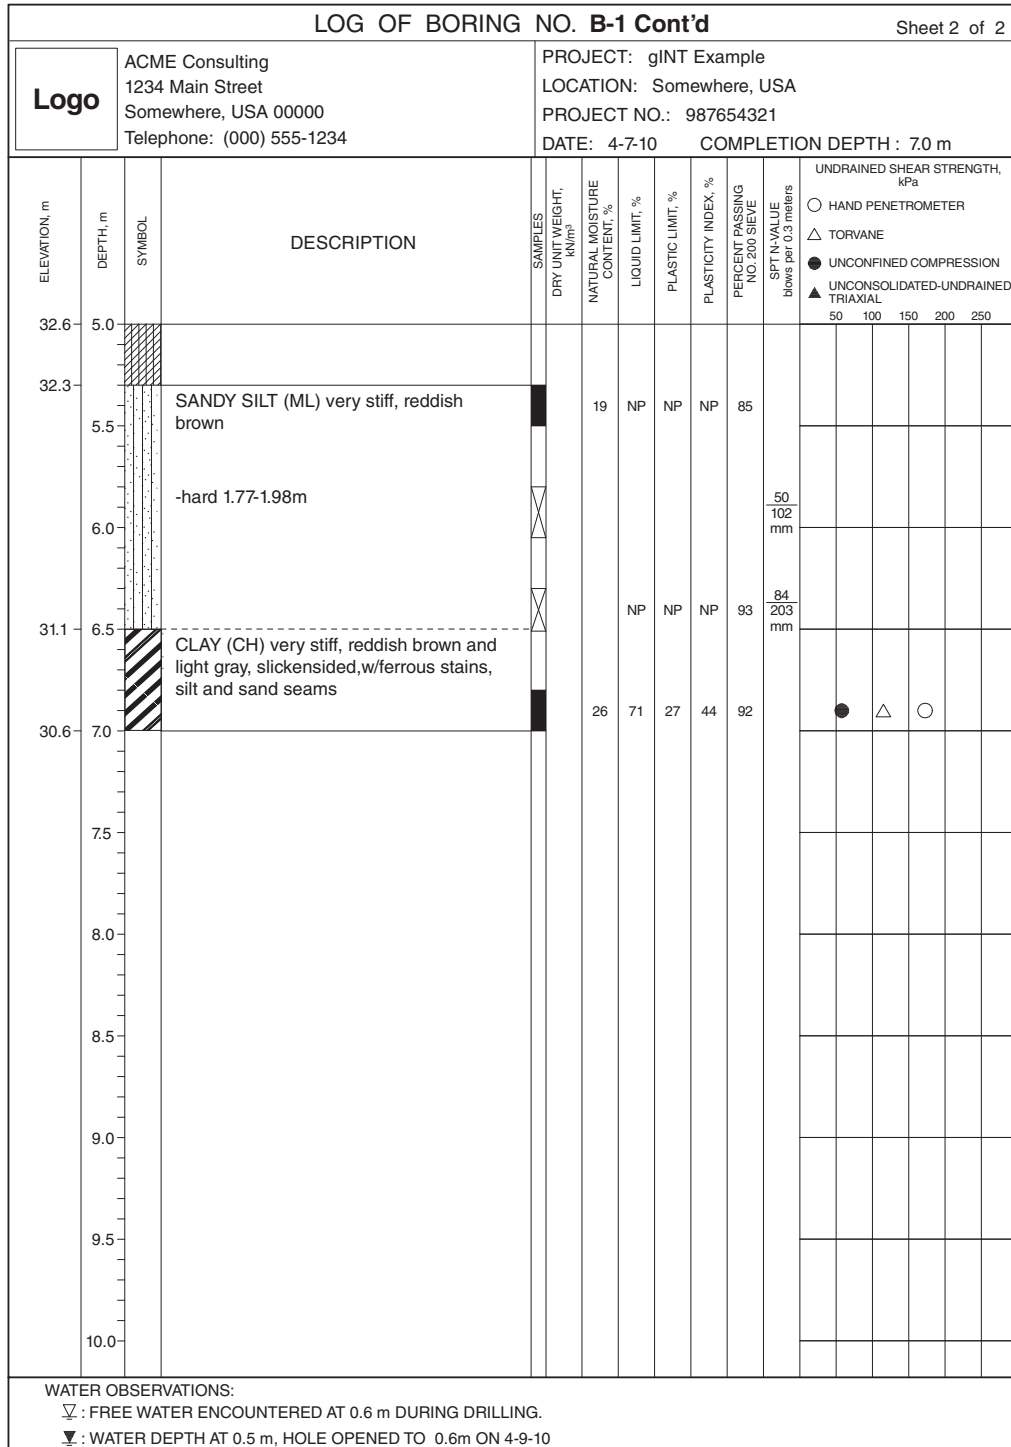 LOG OF BORING NO. B-1 Cont'd
Sheet 2 of 2
Logo
ACME Consulting
1234 Main Street
Somewhere, USA 00000
Telephone: (000) 555-1234
PROJECT: gINT Example
LOCATION: Somewhere, USA
PROJECT NO.: 987654321
DATE: 4-7-10 COMPLETION DEPTH : 7.0 m
ELEVATION, m
DEPTH, m
SYMBOL
DESCRIPTION
SAMPLES
DRY UNIT WEIGHT,
kN/m³
NATURAL MOISTURE
CONTENT, %
LIQUID LIMIT, %
PLASTIC LIMIT, %
PLASTICITY INDEX, %
PERCENT PASSING
NO. 200 SIEVE
SPT N-VALUE
blows per 0.3 meters
UNDRAINED SHEAR STRENGTH,
kPa
HAND PENETROMETER
TORVANE
UNCONFINED COMPRESSION
UNCONSOLIDATED-UNDRAINED
TRIAXIAL
50 100 150 200 250
32.6 5.0
32.3
SANDY SILT (ML) very stiff, reddish
brown
19 NP NP NP 85
5.5
-hard 1.77-1.98m
50
102
mm
6.0
NP NP NP 93
84
203
mm
31.1 6.5
CLAY (CH) very stiff, reddish brown and
light gray, slickensided,w/ferrous stains,
silt and sand seams
26 71 27 44 92
30.6 7.0
7.5
8.0
8.5
9.0
9.5
10.0
WATER OBSERVATIONS:
: FREE WATER ENCOUNTERED AT 0.6 m DURING DRILLING.
: WATER DEPTH AT 0.5 m, HOLE OPENED TO 0.6m ON 4-9-10